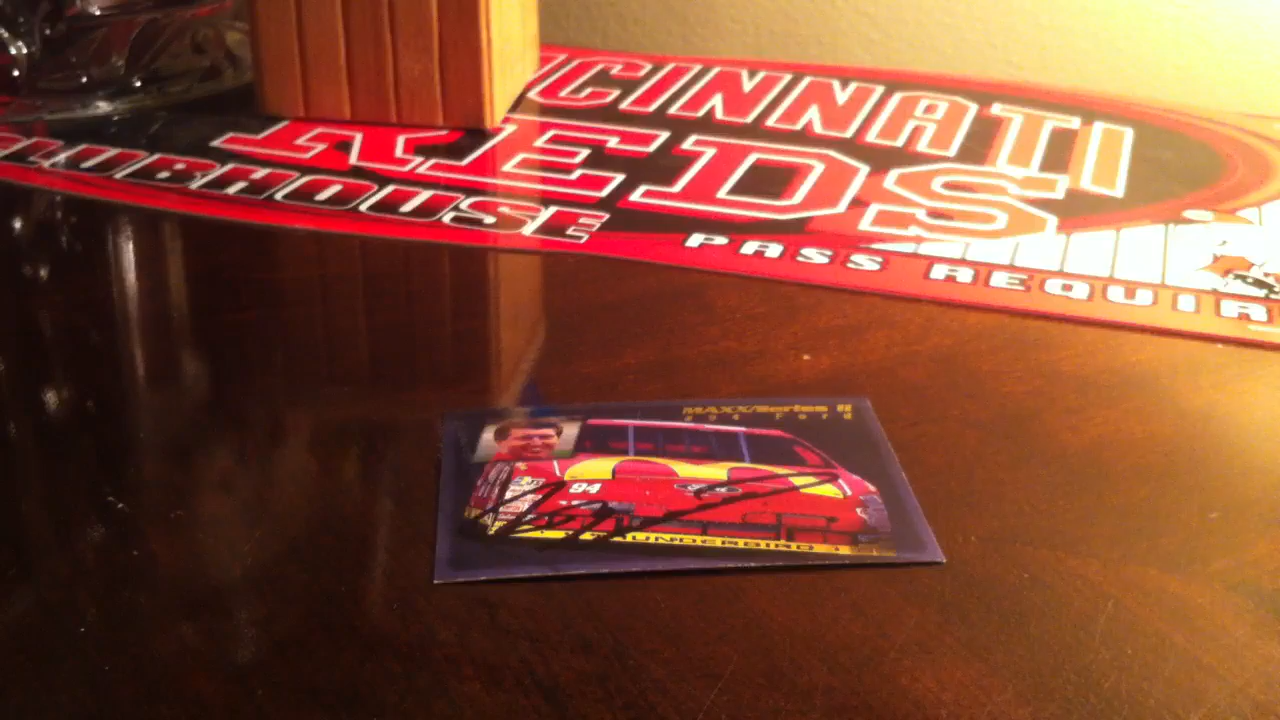 CINCINNATI
REDS
CLUBHOUSE
PASS REQUIR
MAXX/Series II
#94 Ford
94
THUNDERBIRD